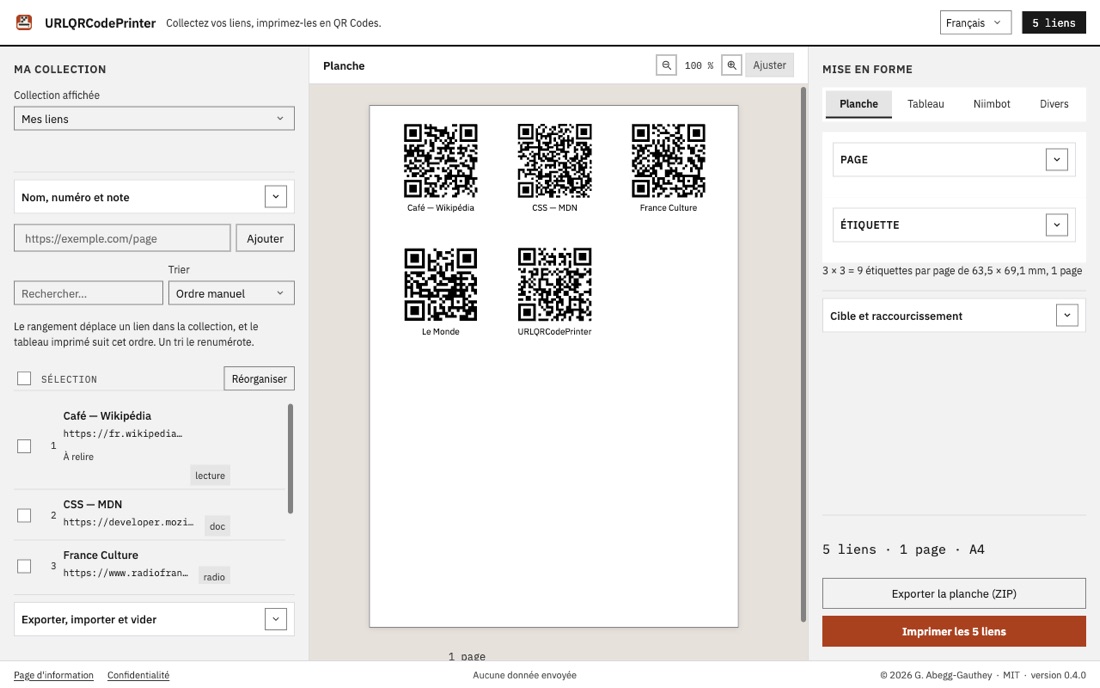 URLQRCodePrinter
Collectez vos liens, imprimez-les en QR Codes.
Français
5 liens
MA COLLECTION
Collection affichée
Mes liens
Nom, numéro et note
https://exemple.com/page
Ajouter
Trier
Rechercher…
Ordre manuel
Le rangement déplace un lien dans la collection, et le
tableau imprimé suit cet ordre. Un tri le renumérote.
SÉLECTION
Réorganiser
1
Café — Wikipédia
https://fr.wikipedia…
À relire
lecture
2
CSS — MDN
https://developer.mozi…
doc
3
France Culture
https://www.radiofran…
radio
Exporter, importer et vider
Planche
100 %
Ajuster
Café — Wikipédia
CSS — MDN
France Culture
Le Monde
URLQRCodePrinter
1 page
MISE EN FORME
Planche
Tableau
Niimbot
Divers
PAGE
ÉTIQUETTE
3 × 3 = 9 étiquettes par page de 63,5 × 69,1 mm, 1 page
Cible et raccourcissement
5 liens · 1 page · A4
Exporter la planche (ZIP)
Imprimer les 5 liens
Page d'information
Confidentialité
Aucune donnée envoyée
© 2026 G. Abegg-Gauthey · MIT · version 0.4.0